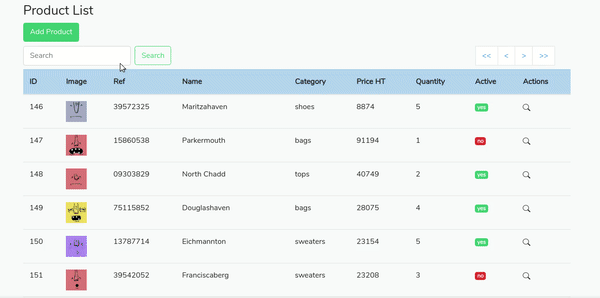 Product List
Add Product
Search Search << < > >>
ID Image Ref Name Category Price HT Quantity Active Actions
146 39572325 Maritzahaven shoes 8874 5 yes
147 15860538 Parkermouth bags 91194 1 no
148 09303829 North Chadd tops 40749 2 yes
149 75115852 Douglashaven bags 28075 4 yes
150 13787714 Eichmannton sweaters 23154 5 yes
151 39542052 Franciscaberg sweaters 23208 3 no